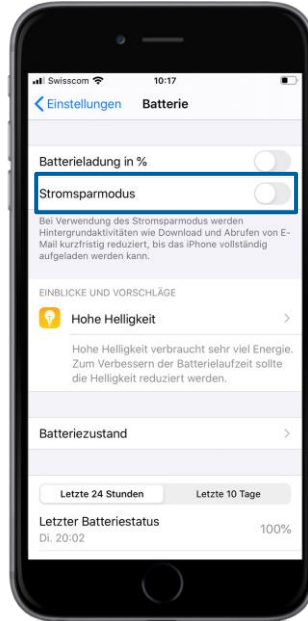 Swisscom
10:17
Einstellungen
Batterie
Batterieladung in %
Stromsparmodus
Bei Verwendung des Stromsparmodus werden
Hintergrundaktivitäten wie Download und Abrufen von E-
Mail kurzfristig reduziert, bis das iPhone vollständig
aufgeladen werden kann.
EINBLICKE UND VORSCHLÄGE
Hohe Helligkeit
Hohe Helligkeit verbraucht sehr viel Energie.
Zum Verbessern der Batterielaufzeit sollte
die Helligkeit reduziert werden.
Batteriezustand
Letzte 24 Stunden
Letzte 10 Tage
Letzter Batteriestatus
100%
Di. 20:02